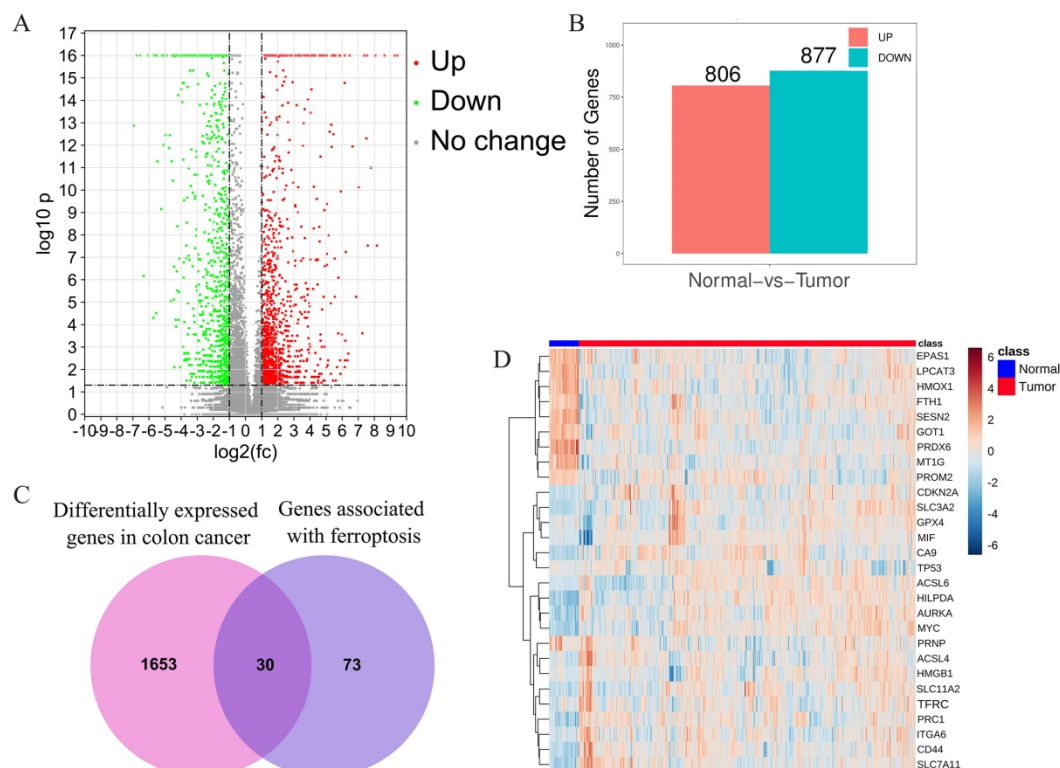 A
17
16
15
14
13
12
11
10
9
8
7
6
5
4
3
2
1
0
log10 p
-10-9-8-7-6-5-4-3-2-1 0 1 2 3 4 5 6 7 8 9 10
log2(fc)
Up
Down
No change
B
1000
750
500
250
0
Number of Genes
806
877
UP
DOWN
Normal-vs-Tumor
C
Differentially expressed
genes in colon cancer
Genes associated
with ferroptosis
1653
30
73
D
class
EPAS1
LPCAT3
HMOX1
FTH1
SESN2
GOT1
PRDX6
MT1G
PROM2
CDKN2A
SLC3A2
GPX4
MIF
CA9
TP53
ACSL6
HILPDA
AURKA
MYC
PRNP
ACSL4
HMGB1
SLC11A2
TFRC
PRC1
ITGA6
CD44
SLC7A11
6
4
2
0
-2
-4
-6
class
Normal
Tumor